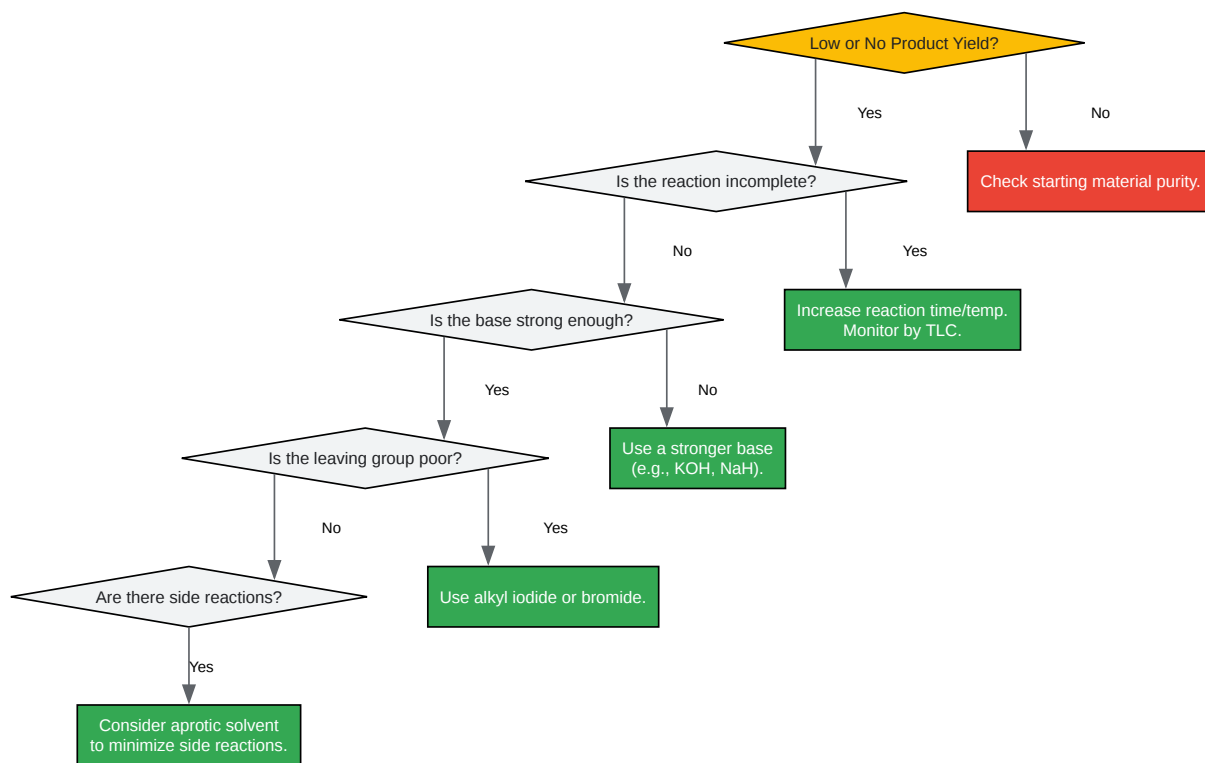 Low or No Product Yield?
Yes
No
Is the reaction incomplete?
Check starting material purity.
No
Yes
Is the base strong enough?
Increase reaction time/temp.
Monitor by TLC.
Yes
No
Is the leaving group poor?
Use a stronger base
(e.g., KOH, NaH).
No
Yes
Are there side reactions?
Use alkyl iodide or bromide.
Yes
Consider aprotic solvent
to minimize side reactions.